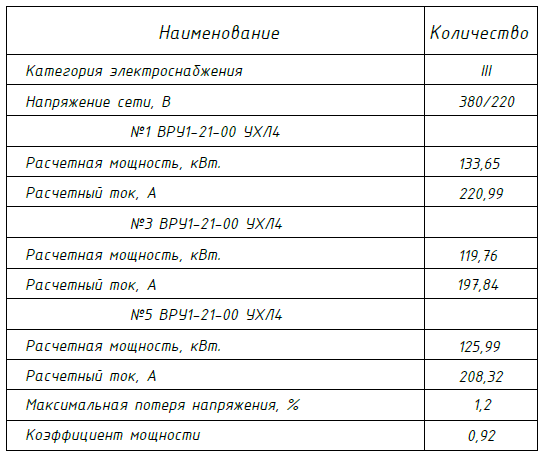 Наименование Количество
Категория электроснабжения III
Напряжение сети, В 380/220
№1 ВРУ1-21-00 УХЛ4
Расчетная мощность, кВт. 133,65
Расчетный ток, А 220,99
№3 ВРУ1-21-00 УХЛ4
Расчетная мощность, кВт. 119,76
Расчетный ток, А 197,84
№5 ВРУ1-21-00 УХЛ4
Расчетная мощность, кВт. 125,99
Расчетный ток, А 208,32
Максимальная потеря напряжения, % 1,2
Коэффициент мощности 0,92